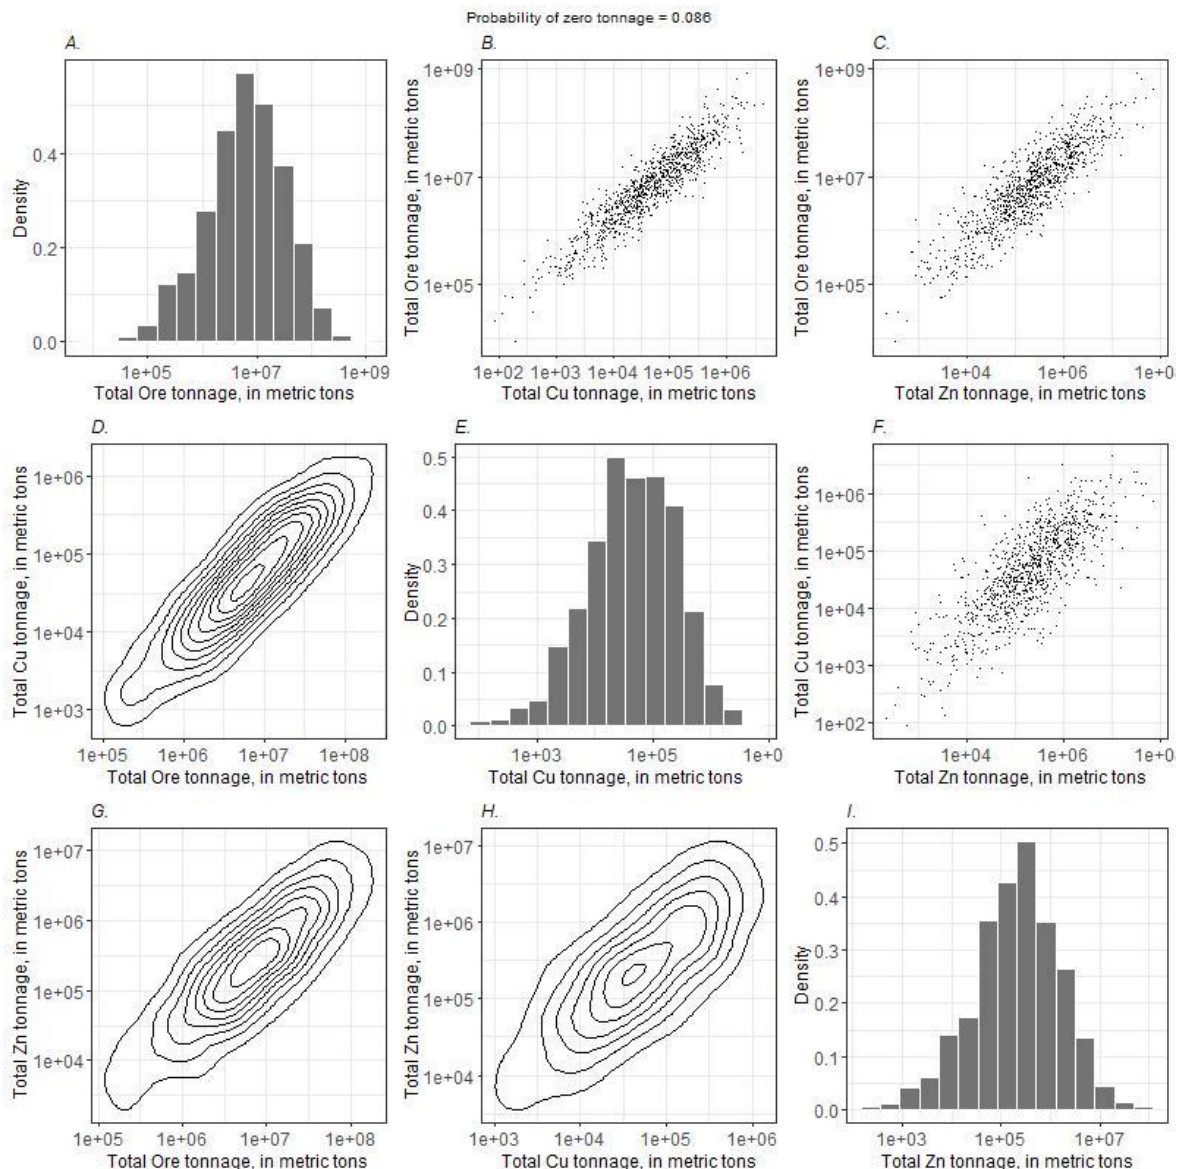 Probability of zero tonnage = 0.086
A.
B.
C.
Density
0.4
0.2
0.0
1e+05 1e+07 1e+09
Total Ore tonnage, in metric tons
Total Ore tonnage, in metric tons
1e+09
1e+07
1e+05
1e+02 1e+03 1e+04 1e+05 1e+06
Total Cu tonnage, in metric tons
Total Ore tonnage, in metric tons
1e+09
1e+07
1e+05
1e+04 1e+06 1e+0
Total Zn tonnage, in metric tons
D.
E.
F.
Total Cu tonnage, in metric tons
1e+06
1e+05
1e+04
1e+03
1e+05 1e+06 1e+07 1e+08
Total Ore tonnage, in metric tons
Density
0.5
0.4
0.3
0.2
0.1
0.0
1e+03 1e+05 1e+0
Total Cu tonnage, in metric tons
Total Cu tonnage, in metric tons
1e+06
1e+05
1e+04
1e+03
1e+02
1e+04 1e+06 1e+0
Total Zn tonnage, in metric tons
G.
H.
I.
Total Zn tonnage, in metric tons
1e+07
1e+06
1e+05
1e+04
1e+05 1e+06 1e+07 1e+08
Total Ore tonnage, in metric tons
Total Zn tonnage, in metric tons
1e+07
1e+06
1e+05
1e+04
1e+03 1e+04 1e+05 1e+06
Total Cu tonnage, in metric tons
Density
0.5
0.4
0.3
0.2
0.1
0.0
1e+03 1e+05 1e+07
Total Zn tonnage, in metric tons